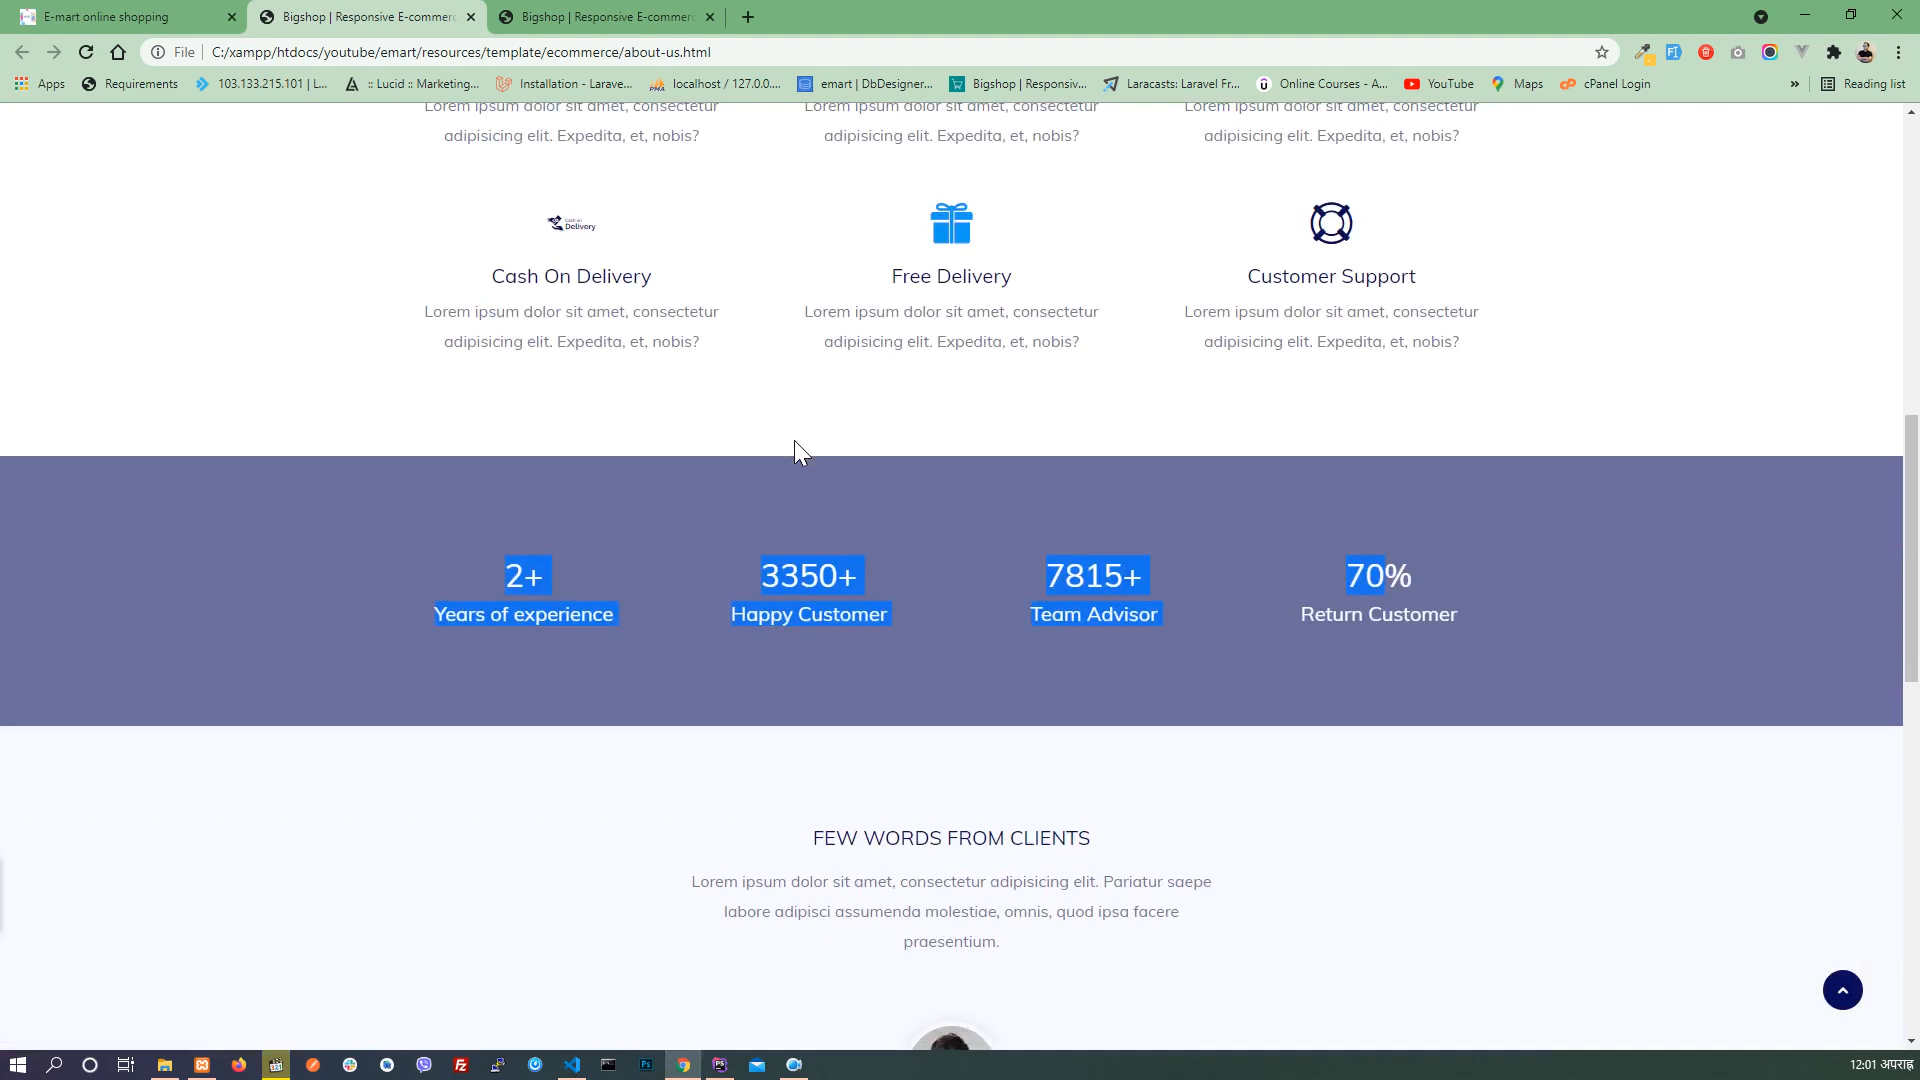 E-mart online shopping
Bigshop | Responsive E-commerc
Bigshop | Responsive E-commerc
File
C:/xampp/htdocs/youtube/emart/resources/template/ecommerce/about-us.html
Apps
Requirements
103.133.215.101 | L...
:: Lucid :: Marketing...
Installation - Larave...
localhost / 127.0.0....
emart | DbDesigner...
Bigshop | Responsiv...
Laracasts: Laravel Fr...
Online Courses - A...
YouTube
Maps
cPanel Login
»
Reading list
Lorem ipsum dolor sit amet, consectetur
adipisicing elit. Expedita, et, nobis?
Lorem ipsum dolor sit amet, consectetur
adipisicing elit. Expedita, et, nobis?
Lorem ipsum dolor sit amet, consectetur
adipisicing elit. Expedita, et, nobis?
Cash on
Delivery
Cash On Delivery
Lorem ipsum dolor sit amet, consectetur
adipisicing elit. Expedita, et, nobis?
Free Delivery
Lorem ipsum dolor sit amet, consectetur
adipisicing elit. Expedita, et, nobis?
Customer Support
Lorem ipsum dolor sit amet, consectetur
adipisicing elit. Expedita, et, nobis?
2+
Years of experience
3350+
Happy Customer
7815+
Team Advisor
70%
Return Customer
FEW WORDS FROM CLIENTS
Lorem ipsum dolor sit amet, consectetur adipisicing elit. Pariatur saepe
labore adipisci assumenda molestiae, omnis, quod ipsa facere
praesentium.
12:01 अपराह्न